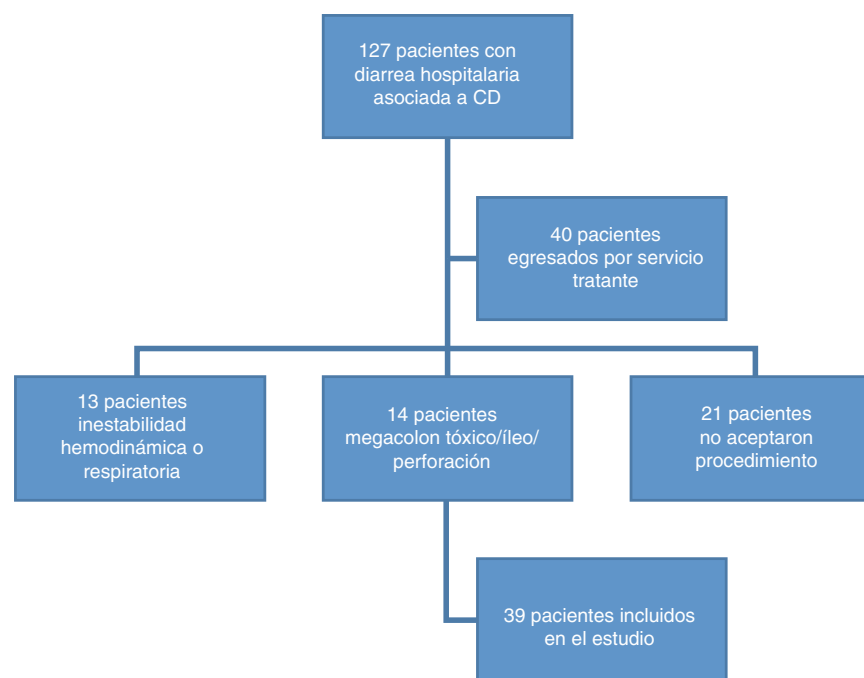 127 pacientes con
diarrea hospitalaria
asociada a CD
40 pacientes
egresados por servicio
tratante
13 pacientes
inestabilidad
hemodinámica o
respiratoria
14 pacientes
megacolon tóxico/íleo/
perforación
21 pacientes
no aceptaron
procedimiento
39 pacientes incluidos
en el estudio